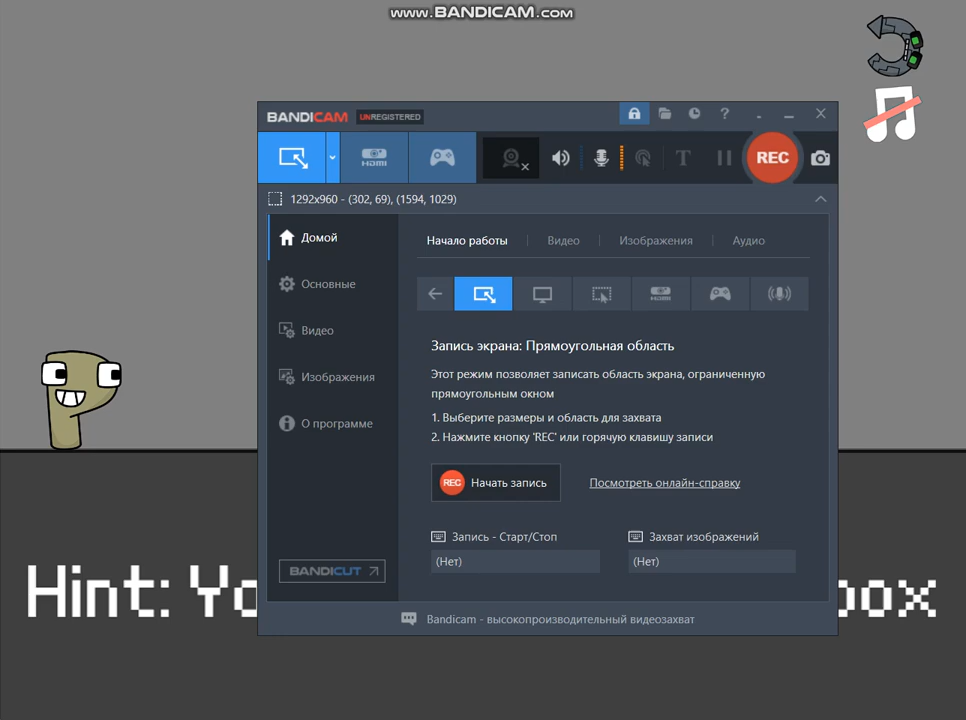 www.BANDICAM.com
BANDICAM UNREGISTERED
HDMI
T
REC
1292x960 - (302, 69), (1594, 1029)
Домой
Основные
Видео
Изображения
О программе
BANDICUT
Начало работы
Видео
Изображения
Аудио
Запись экрана: Прямоугольная область
Этот режим позволяет записать область экрана, ограниченную
прямоугольным окном
1. Выберите размеры и область для захвата
2. Нажмите кнопку 'REC' или горячую клавишу записи
REC Начать запись
Посмотреть онлайн-справку
Запись - Старт/Стоп
Захват изображений
(Нет)
(Нет)
Bandicam - высокопроизводительный видеозахват
Hint: